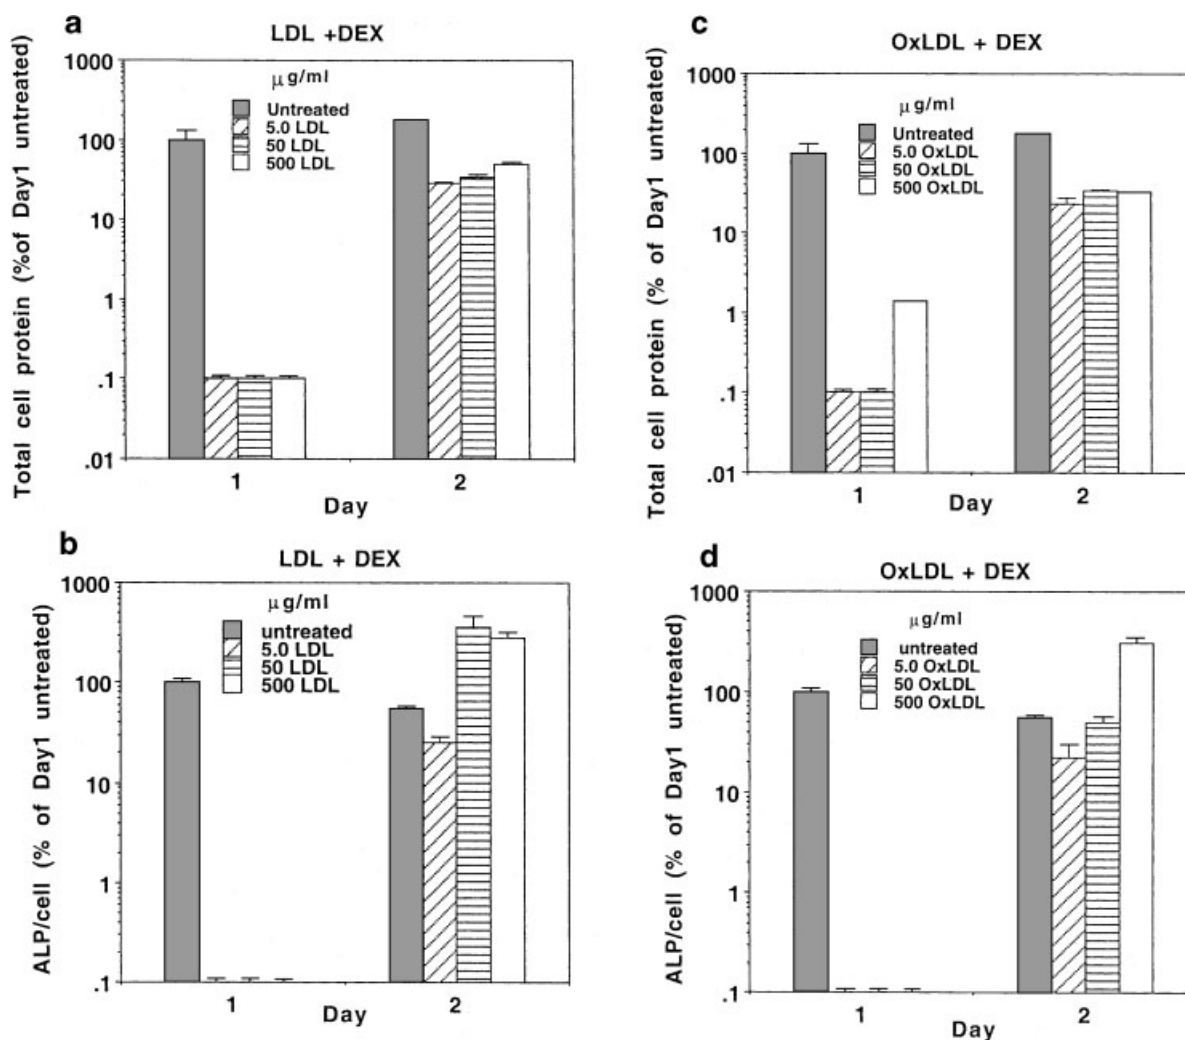 a
LDL +DEX
Total cell protein (%of Day1 untreated)
1000
100
10
1
.1
.01
μg/ml
Untreated
5.0 LDL
50 LDL
500 LDL
1
2
Day
c
OxLDL + DEX
Total cell protein (% of Day1 untreated)
1000
100
10
1
0.1
.01
μg/ml
Untreated
5.0 OxLDL
50 OxLDL
500 OxLDL
1
2
Day
b
LDL + DEX
ALP/cell (% of Day1 untreated)
1000
100
10
1
.1
μg/ml
untreated
5.0 LDL
50 LDL
500 LDL
1
2
Day
d
OxLDL + DEX
ALP/cell (% of Day1 untreated)
1000
100
10
1
.1
μg/ml
untreated
5.0 OxLDL
50 OxLDL
500 OxLDL
1
2
Day